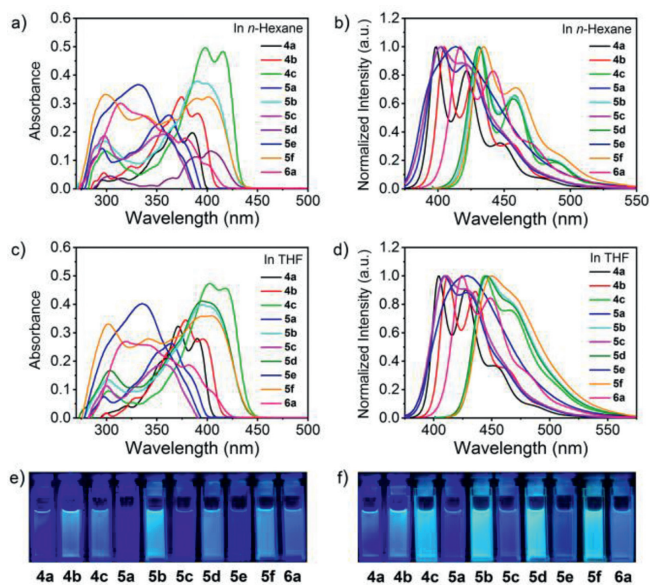 a)
In n-Hexane
4a
4b
4c
5a
5b
5c
5d
5e
5f
6a
Absorbance
0.5
0.4
0.3
0.2
0.1
0.0
300 350 400 450 500
Wavelength (nm)
b)
In n-Hexane
4a
4b
4c
5a
5b
5c
5d
5e
5f
6a
Normalized Intensity (a.u.)
1.0
0.8
0.6
0.4
0.2
0.0
400 450 500 550
Wavelength (nm)
c)
In THF
4a
4b
4c
5a
5b
5c
5d
5e
5f
6a
Absorbance
0.6
0.5
0.4
0.3
0.2
0.1
0.0
300 350 400 450 500
Wavelength (nm)
d)
In THF
4a
4b
4c
5a
5b
5c
5d
5e
5f
6a
Normalized Intensity (a.u.)
1.0
0.8
0.6
0.4
0.2
0.0
400 450 500 550
Wavelength (nm)
e)
4a 4b 4c 5a 5b 5c 5d 5e 5f 6a
f)
4a 4b 4c 5a 5b 5c 5d 5e 5f 6a